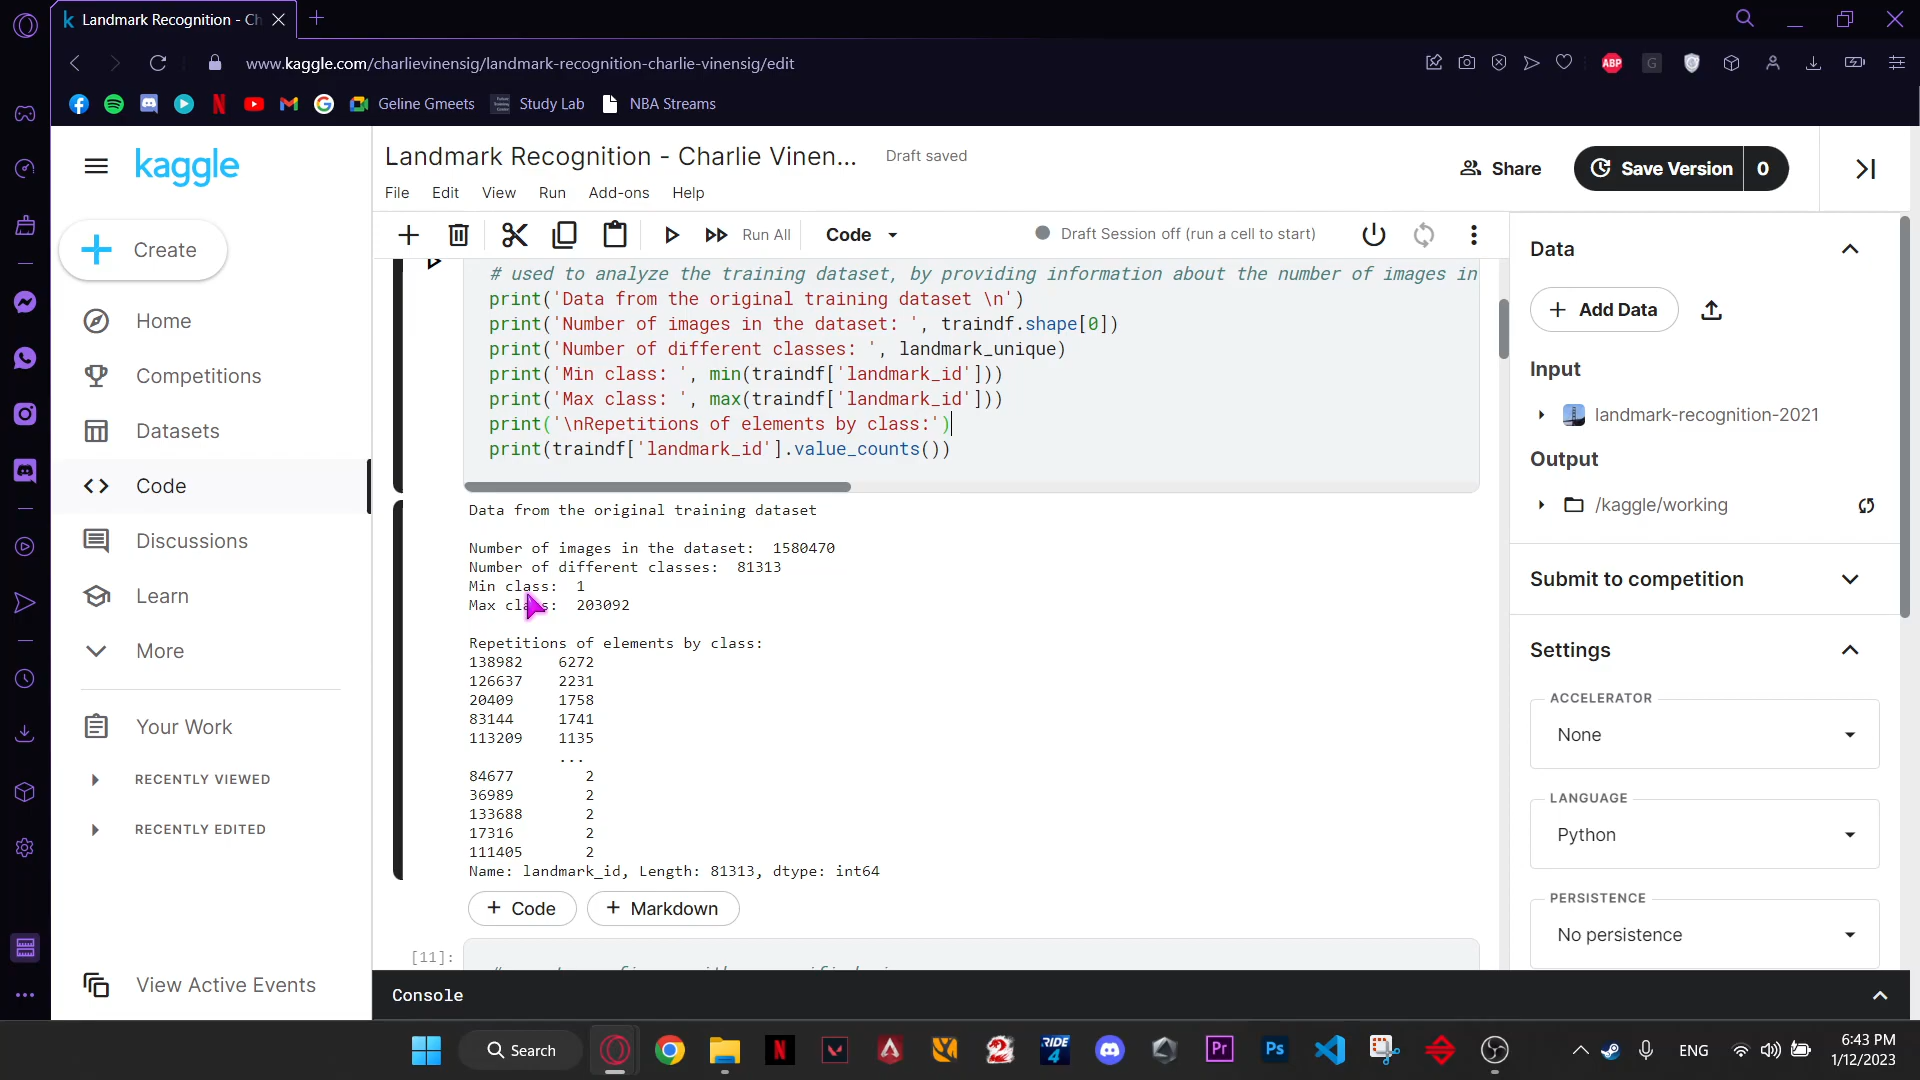 Landmark Recognition - Ch
www.kaggle.com/charlievinensig/landmark-recognition-charlie-vinensig/edit
ABP
G
Geline Gmeets
Study Lab
NBA Streams
kaggle
Create
Home
Competitions
Datasets
Code
Discussions
Learn
More
Your Work
RECENTLY VIEWED
RECENTLY EDITED
View Active Events
Landmark Recognition - Charlie Vinen...
Draft saved
File
Edit
View
Run
Add-ons
Help
Share
Save Version
0
Run All
Code
Draft Session off (run a cell to start)
# used to analyze the training dataset, by providing information about the number of images in
print('Data from the original training dataset \n')
print('Number of images in the dataset: ', traindf.shape[0])
print('Number of different classes: ', landmark_unique)
print('Min class: ', min(traindf['landmark_id']))
print('Max class: ', max(traindf['landmark_id']))
print('\nRepetitions of elements by class:')
print(traindf['landmark_id'].value_counts())
Data from the original training dataset
Number of images in the dataset:  1580470
Number of different classes:  81313
Min class:  1
Max class:  203092
Repetitions of elements by class:
138982    6272
126637    2231
20409     1758
83144     1741
113209    1135
...
84677        2
36989        2
133688       2
17316        2
111405       2
Name: landmark_id, Length: 81313, dtype: int64
+ Code
+ Markdown
[11]:
Console
Data
+ Add Data
Input
landmark-recognition-2021
Output
/kaggle/working
Submit to competition
Settings
ACCELERATOR
None
LANGUAGE
Python
PERSISTENCE
No persistence
Search
RIDE 4
Pr
Ps
ENG
6:43 PM
1/12/2023